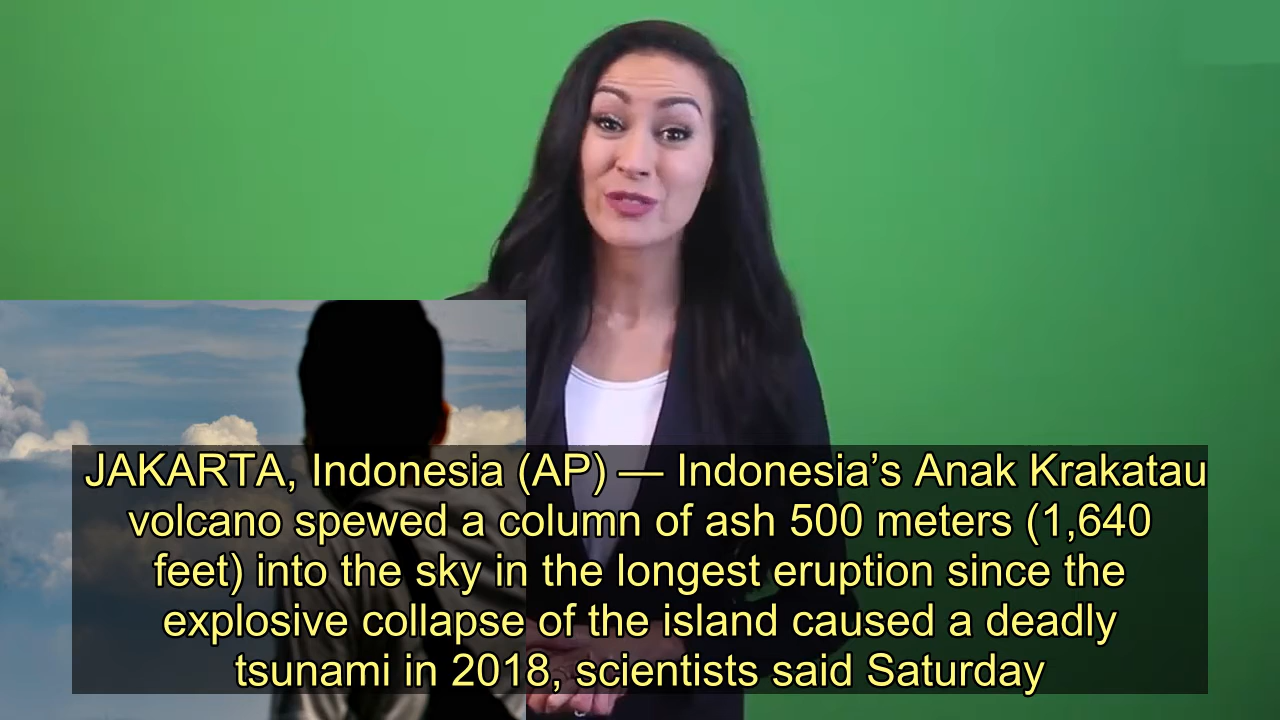 JAKARTA, Indonesia (AP) — Indonesia’s Anak Krakatau
volcano spewed a column of ash 500 meters (1,640
feet) into the sky in the longest eruption since the
explosive collapse of the island caused a deadly
tsunami in 2018, scientists said Saturday